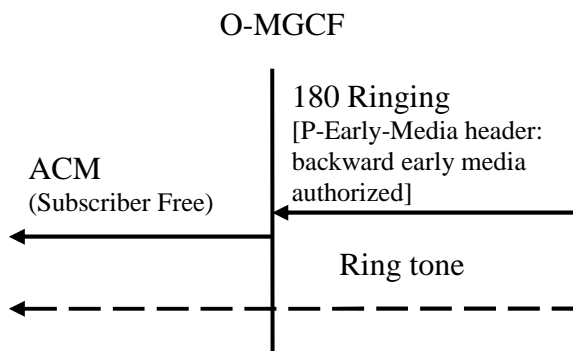 O-MGCF
180 Ringing
[P-Early-Media header:
backward early media
authorized]
ACM
(Subscriber Free)
Ring tone